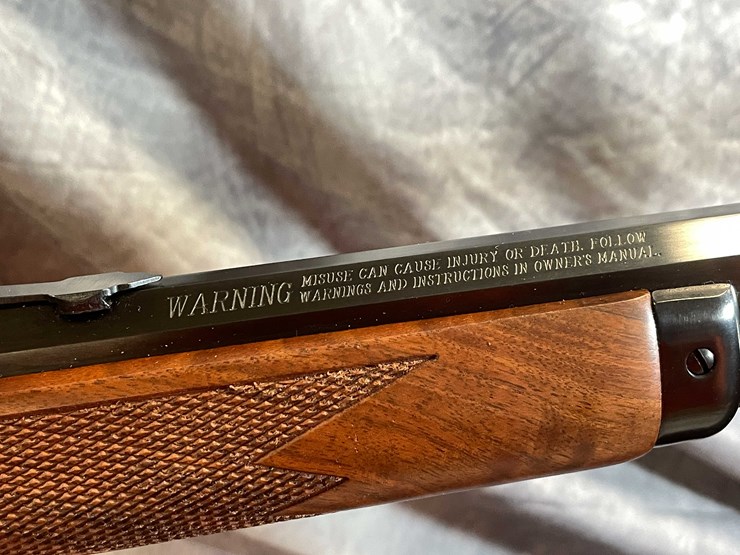 WARNING
MISUSE CAN CAUSE INJURY OR DEATH. FOLLOW
WARNINGS AND INSTRUCTIONS IN OWNER'S MANUAL.